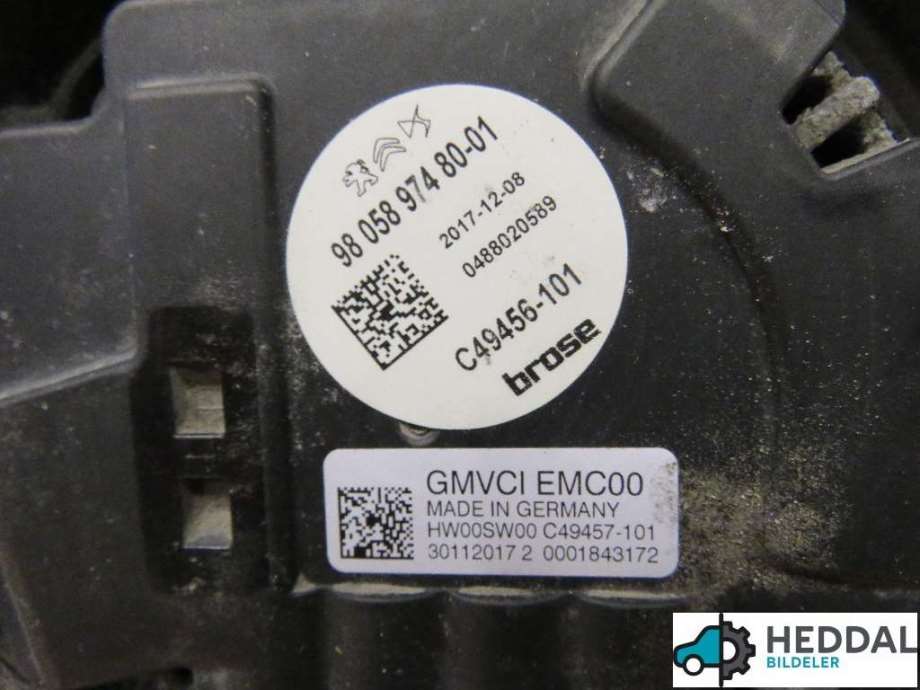 98 058 974 80-01
2017-12-08
0488020589
C49456-101
brose
GMVCI EMC00
MADE IN GERMANY
HW00SW00 C49457-101
30112017 2 0001843172
HEDDAL
BILDELER